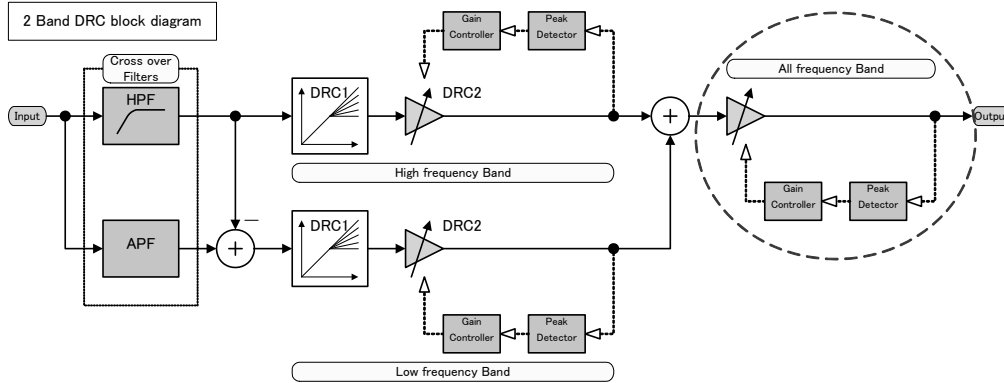 2 Band DRC block diagram
Cross over
Filters
Input
HPF
APF
DRC1
DRC2
Gain
Controller
Peak
Detector
High frequency Band
−
+
DRC1
DRC2
Gain
Controller
Peak
Detector
Low frequency Band
+
All frequency Band
Gain
Controller
Peak
Detector
Output